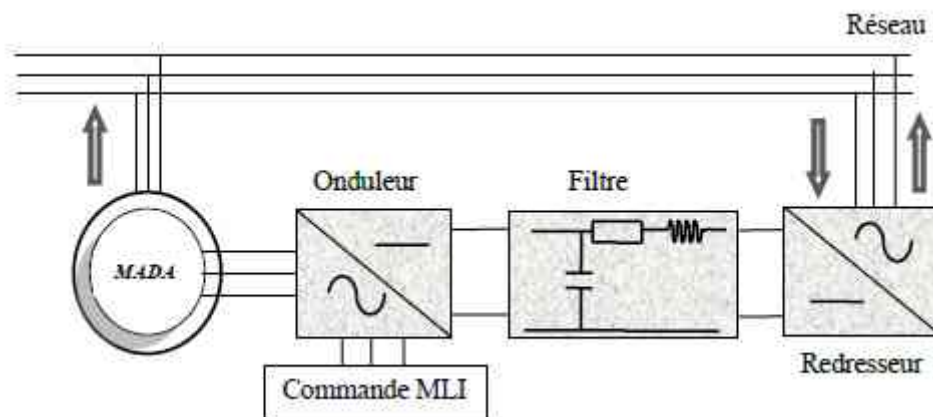 Réseau
Onduleur
Filtre
MADA
Redresseur
Commande MLI